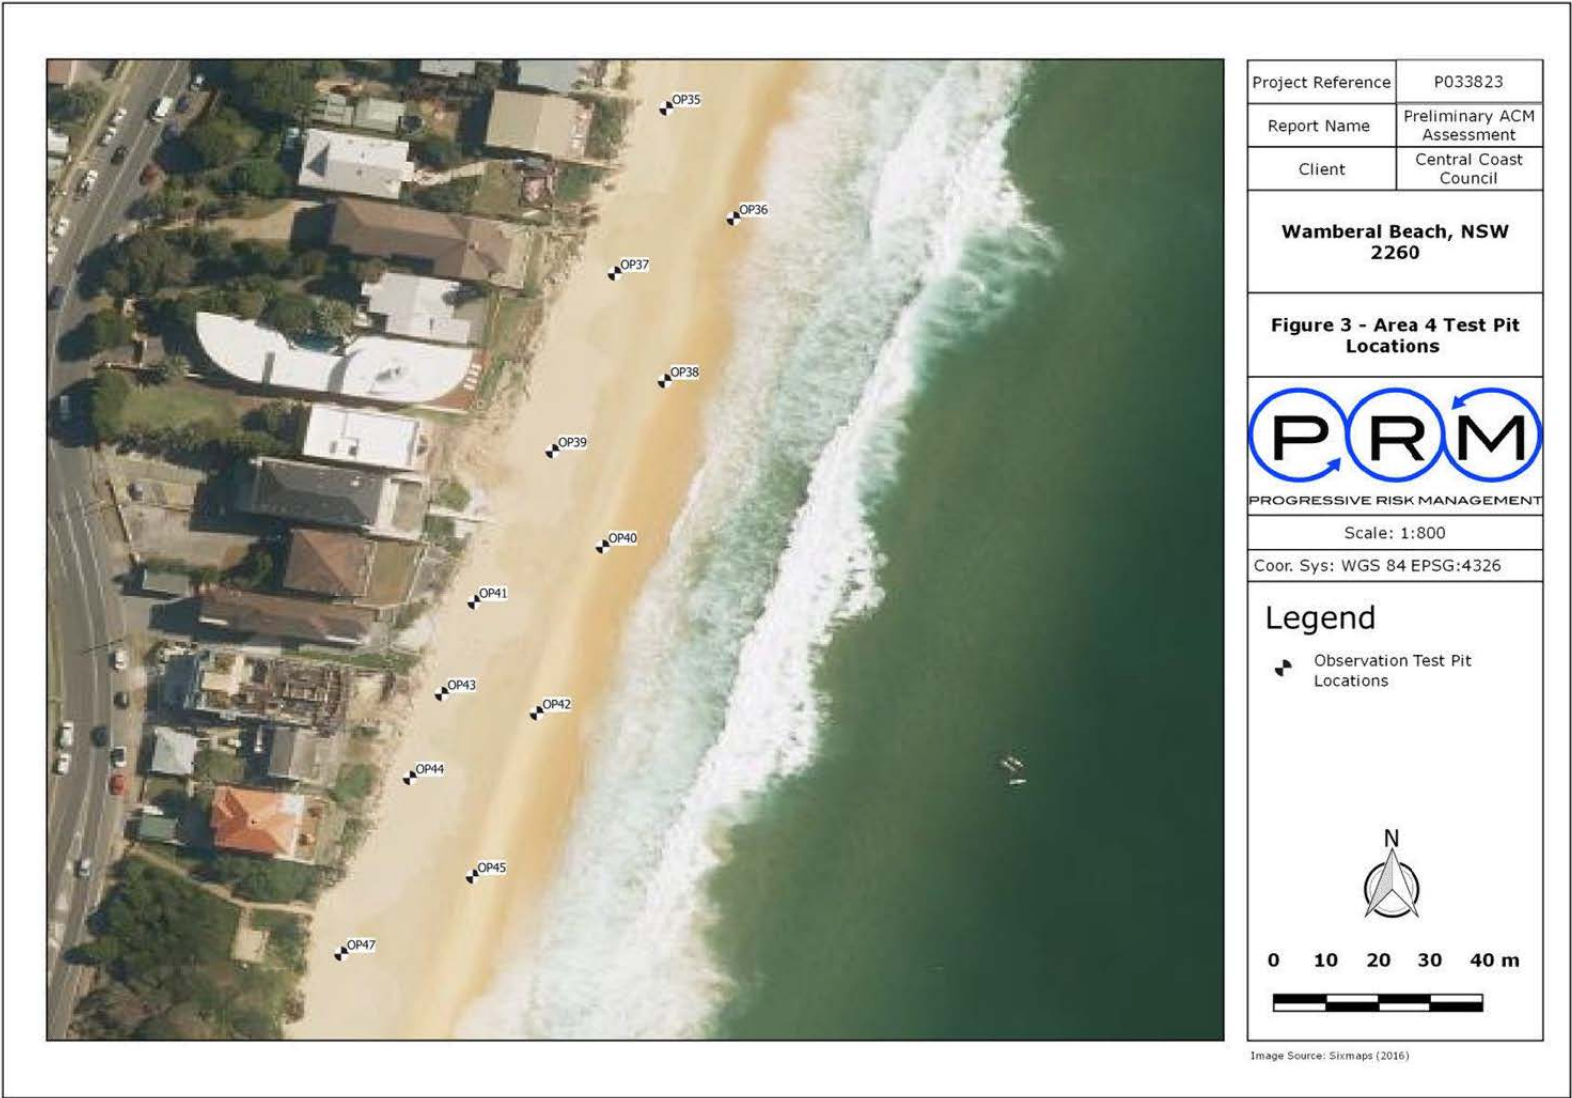 OP35
OP36
OP37
OP38
OP39
OP40
OP41
OP43
OP42
OP44
OP45
OP47
Project Reference
P033823
Report Name
Preliminary ACM
Assessment
Client
Central Coast
Council
Wamberal Beach, NSW
2260
Figure 3 - Area 4 Test Pit
Locations
PRM
PROGRESSIVE RISK MANAGEMENT
Scale: 1:800
Coor. Sys: WGS 84 EPSG:4326
Legend
Observation Test Pit
Locations
N
0 10 20 30 40 m
Image Source: Sixmaps (2016)